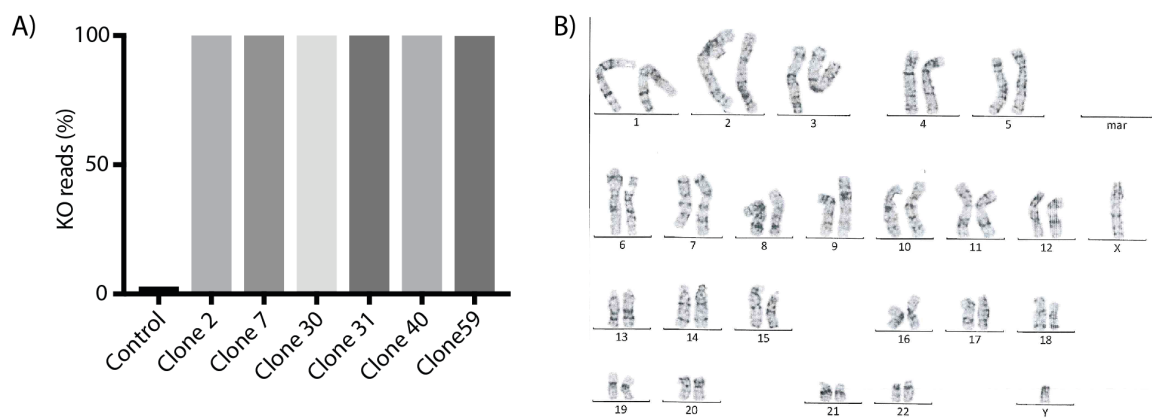 A)
100
50
0
KO reads (%)
Control
Clone 2
Clone 7
Clone 30
Clone 31
Clone 40
Clone59
B)
1 2 3 4 5 mar
6 7 8 9 10 11 12 X
13 14 15 16 17 18
19 20 21 22 Y